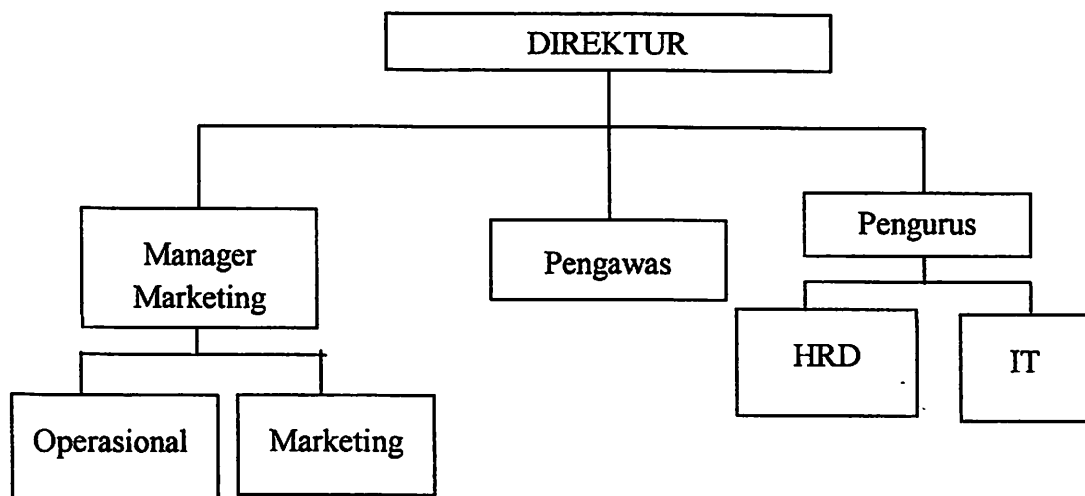 DIREKTUR
Manager
Marketing
Pengawas
Pengurus
HRD
IT
Operasional
Marketing